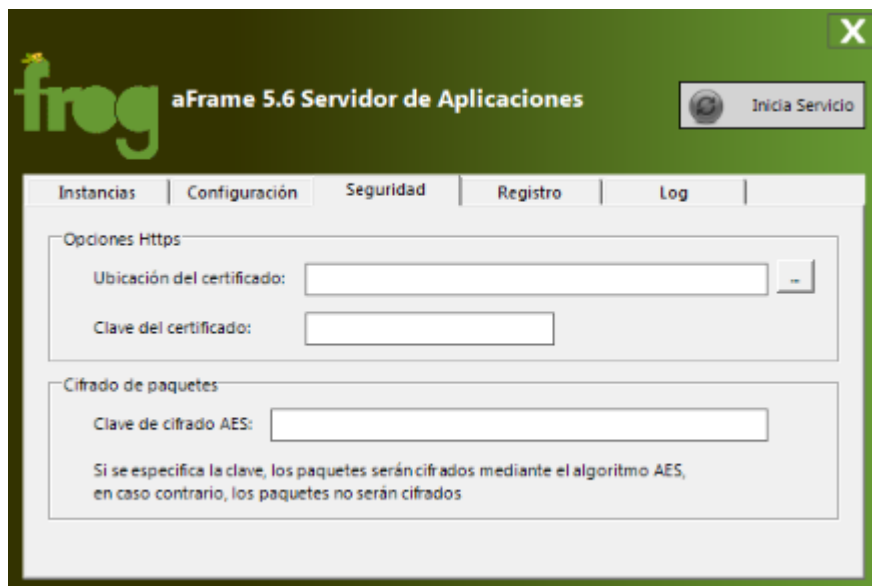 X
frog
aFrame 5.6 Servidor de Aplicaciones
Inicia Servicio
Instancias
Configuración
Seguridad
Registro
Log
Opciones Https
Ubicación del certificado:
...
Clave del certificado:
Cifrado de paquetes
Clave de cifrado AES:
Si se especifica la clave, los paquetes serán cifrados mediante el algoritmo AES,
en caso contrario, los paquetes no serán cifrados